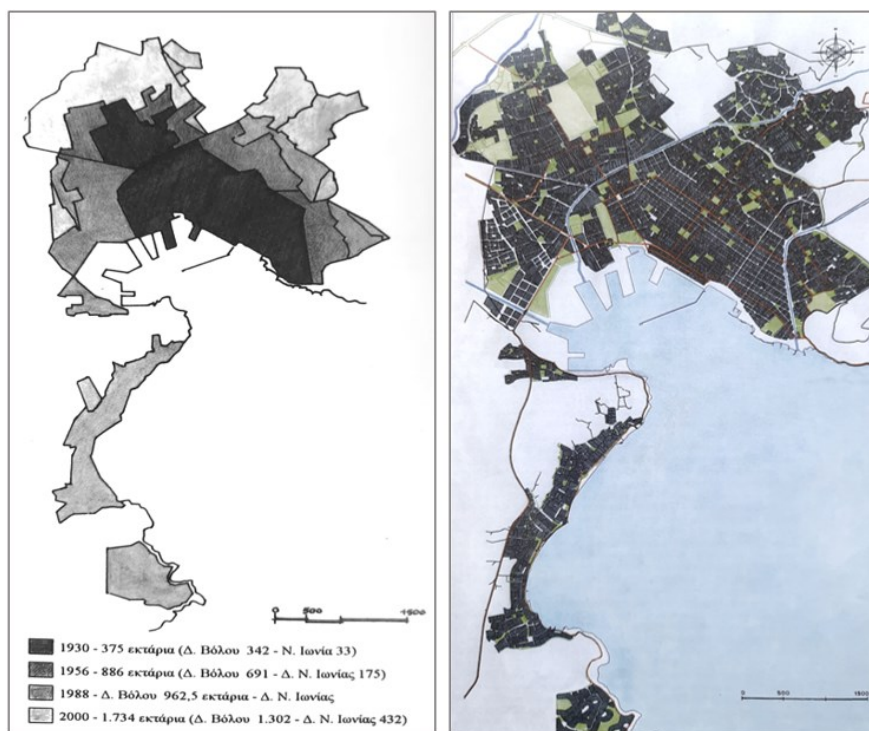 0 500 1500
1930 - 375 εκτάρια (Δ. Βόλου 342 - Ν. Ιωνία 33)
1956 - 886 εκτάρια (Δ. Βόλου 691 - Δ. Ν. Ιωνίας 175)
1988 - Δ. Βόλου 962,5 εκτάρια - Δ. Ν. Ιωνίας
2000 - 1.734 εκτάρια (Δ. Βόλου 1.302 - Δ. Ν. Ιωνίας 432)
0 500 1500